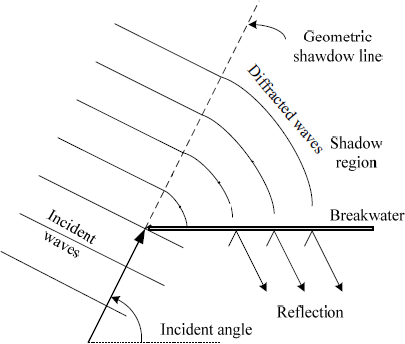 Geometric
shawdow line
Diffracted waves
Shadow
region
Breakwater
Incident
waves
Reflection
Incident angle